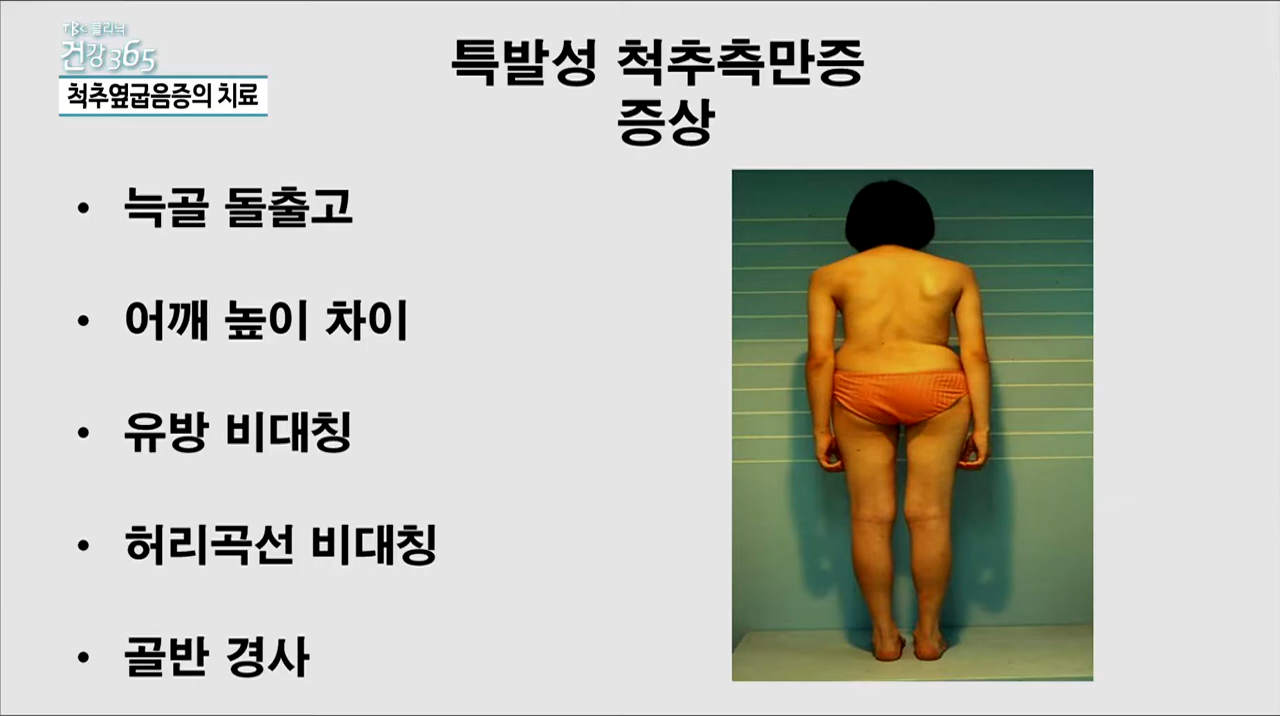 TBC 클리닉
건강365
척추옆굽음증의 치료
특발성 척추측만증
증상
• 늑골 돌출고
• 어깨 높이 차이
• 유방 비대칭
• 허리곡선 비대칭
• 골반 경사